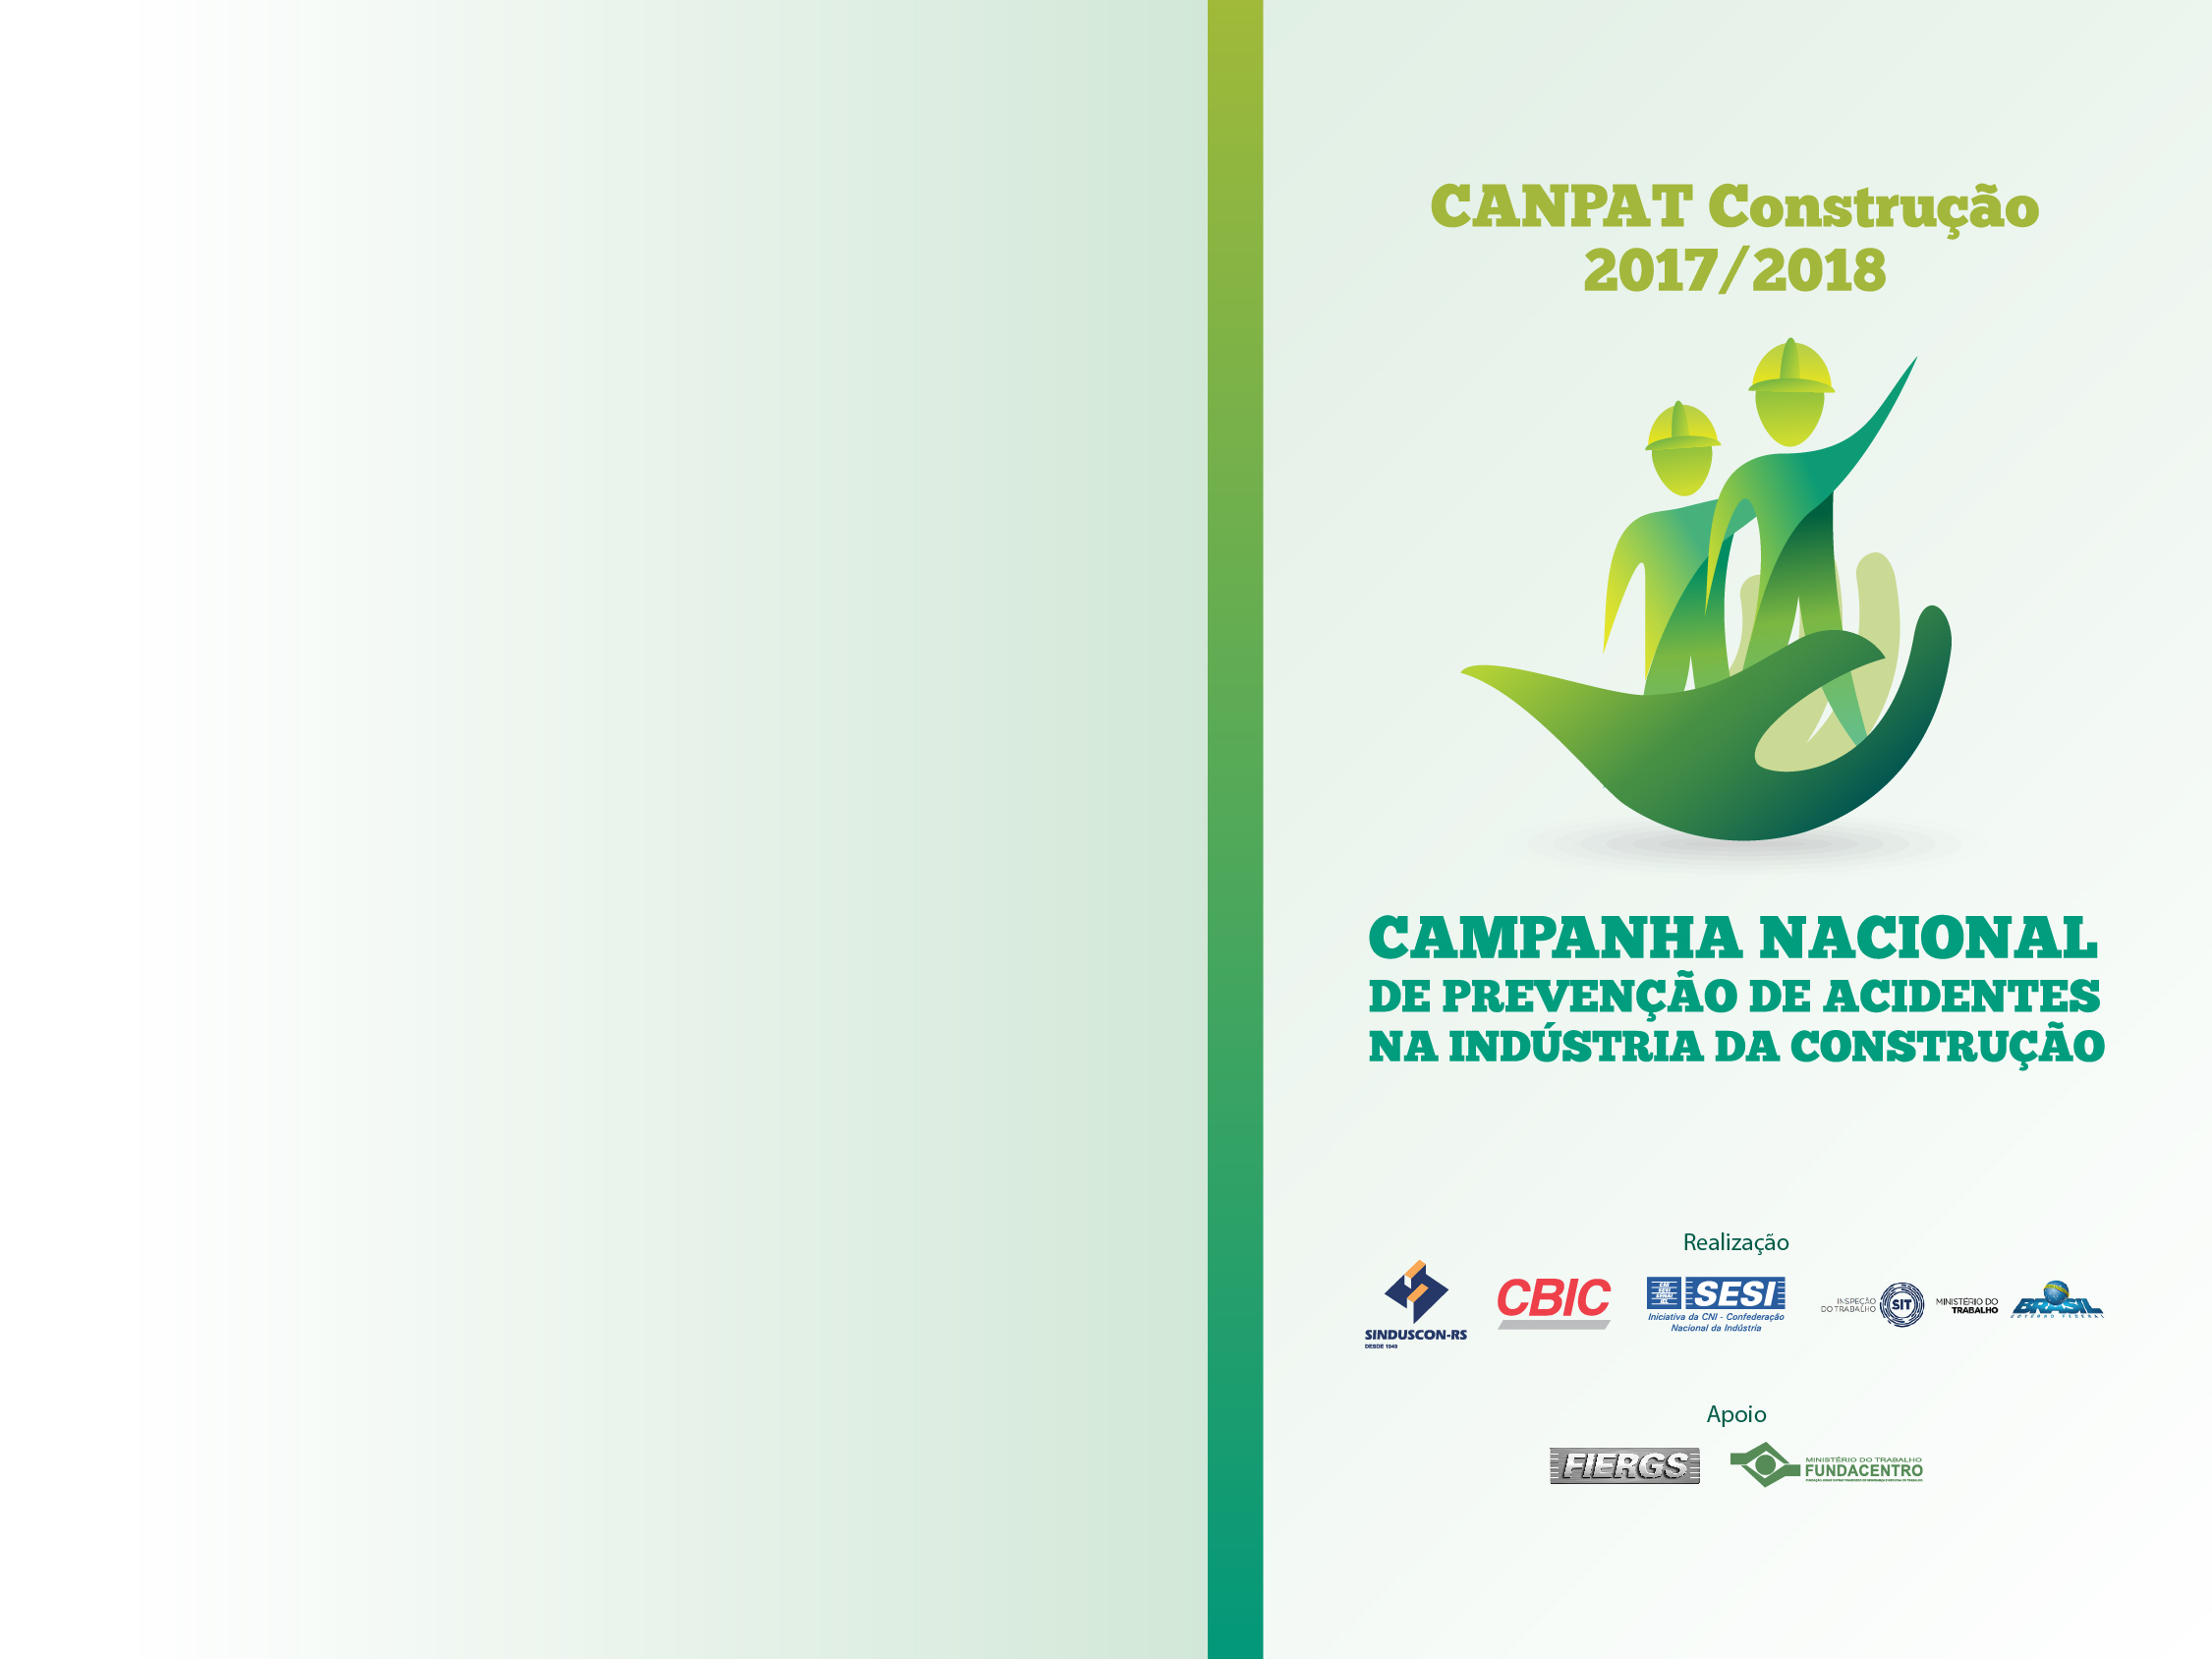 CANPAT Construção
2017/2018
CAMPANHA NACIONAL
DE PREVENÇÃO DE ACIDENTES
NA INDÚSTRIA DA CONSTRUÇÃO
Realização
SINDUSCON-RS
DESDE 1949
CBIC
SESI
Iniciativa da CNI - Confederação
Nacional da Indústria
INSPEÇÃO
DO TRABALHO
SIT
MINISTÉRIO DO
TRABALHO
BRASIL
GOVERNO FEDERAL
Apoio
FIERGS
MINISTÉRIO DO TRABALHO
FUNDACENTRO